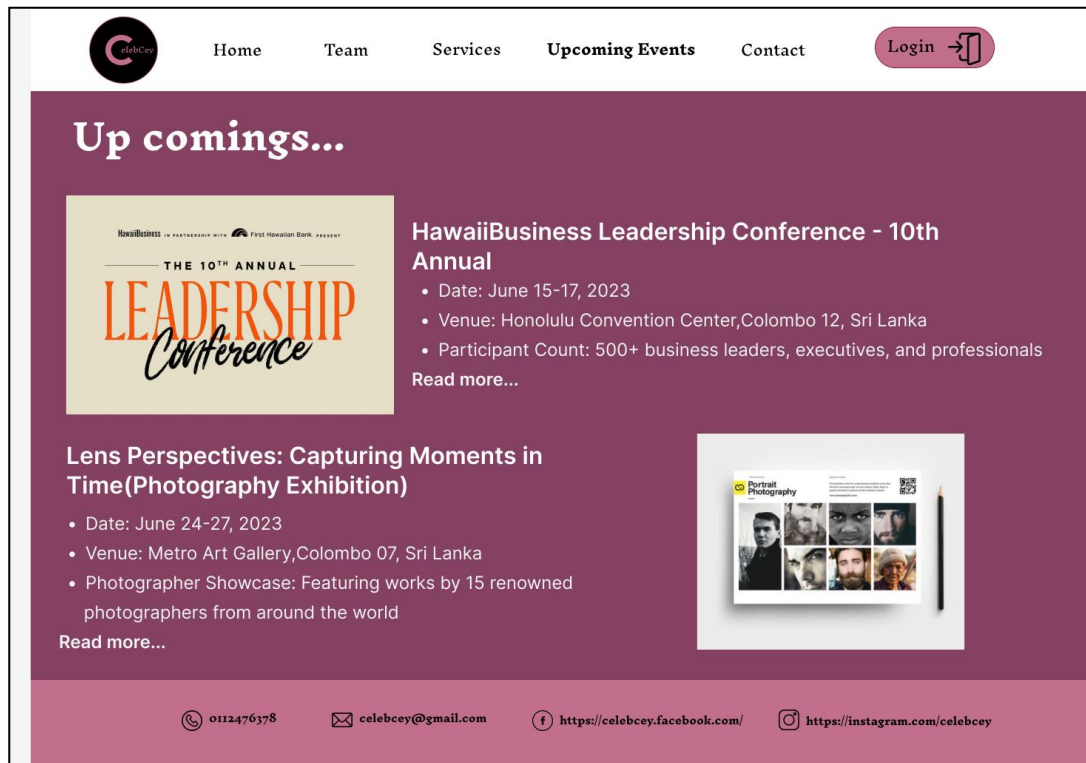 CelebCey
Home
Team
Services
Upcoming Events
Contact
Login
Up comings...
HawaiiBusiness IN PARTNERSHIP WITH First Hawaiian Bank PRESENT
THE 10TH ANNUAL
LEADERSHIP
Conference
HawaiiBusiness Leadership Conference - 10th
Annual
• Date: June 15-17, 2023
• Venue: Honolulu Convention Center,Colombo 12, Sri Lanka
• Participant Count: 500+ business leaders, executives, and professionals
Read more...
Lens Perspectives: Capturing Moments in
Time(Photography Exhibition)
• Date: June 24-27, 2023
• Venue: Metro Art Gallery,Colombo 07, Sri Lanka
• Photographer Showcase: Featuring works by 15 renowned
photographers from around the world
Read more...
Portrait
Photography
0112476378
celebcey@gmail.com
https://celebcey.facebook.com/
https://instagram.com/celebcey